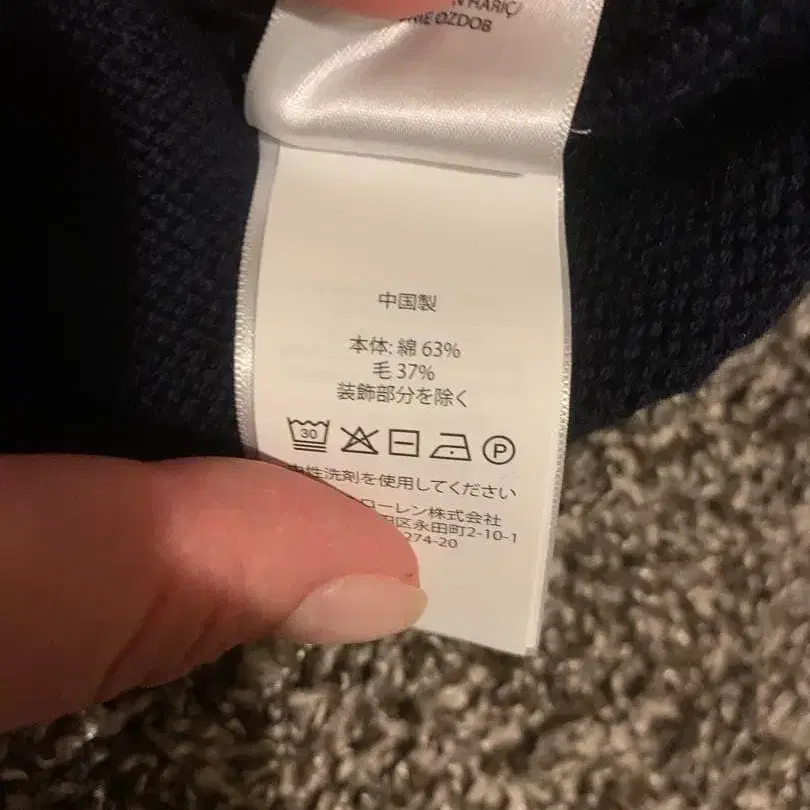 HARIÇ
OZDOB
中国製
本体: 綿 63%
毛 37%
装飾部分を除く
30 P
性洗剤を使用してください
ローレン株式会社
区永田町2-10-1
274-20